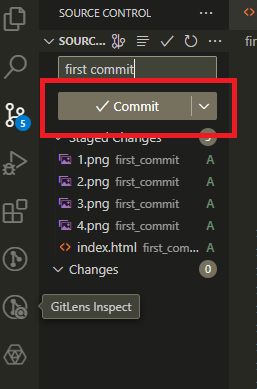 SOURCE CONTROL
SOURC...
first commit
Commit
Staged Changes
1.png first_commit A
2.png first_commit A
3.png first_commit A
4.png first_commit A
index.html first_co... A
Changes 0
5
GitLens Inspect